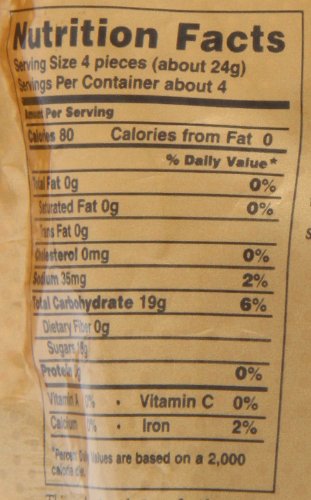 Nutrition Facts
Serving Size 4 pieces (about 24g)
Servings Per Container about 4
Amount Per Serving
Calories 80 Calories from Fat 0
% Daily Value*
Total Fat 0g 0%
Saturated Fat 0g 0%
Trans Fat 0g
Cholesterol 0mg 0%
Sodium 35mg 2%
Total Carbohydrate 19g 6%
Dietary Fiber 0g
Sugars
Protein 0%
Vitamin A 0% • Vitamin C 0%
Calcium 0% • Iron 2%
*Percent Daily Values are based on a 2,000
calorie diet.